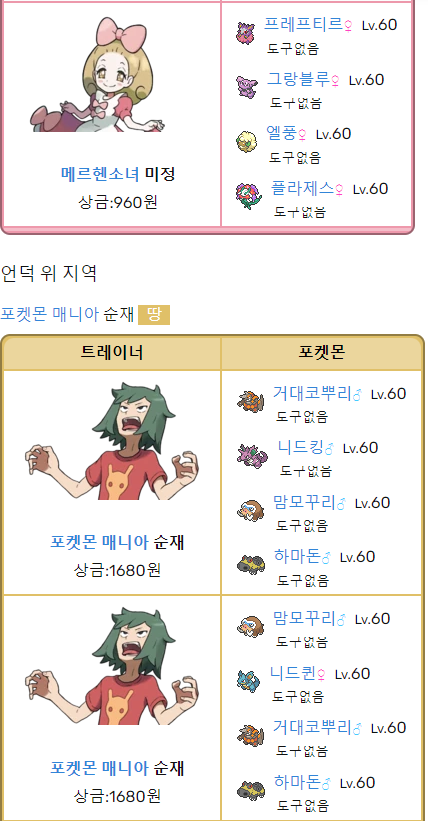 프레프티르♀ Lv.60
도구없음
그랑블루♀ Lv.60
도구없음
엘풍♀ Lv.60
도구없음
플라제스♀ Lv.60
도구없음
메르헨소녀 미정
상금:960원
언덕 위 지역
포켓몬 매니아 순재 땅
트레이너 포켓몬
거대코뿌리♂ Lv.60
도구없음
니드킹♂ Lv.60
도구없음
맘모꾸리♂ Lv.60
도구없음
하마돈♂ Lv.60
도구없음
포켓몬 매니아 순재
상금:1680원
맘모꾸리♂ Lv.60
도구없음
니드퀸♀ Lv.60
도구없음
거대코뿌리♂ Lv.60
도구없음
하마돈♂ Lv.60
도구없음
포켓몬 매니아 순재
상금:1680원